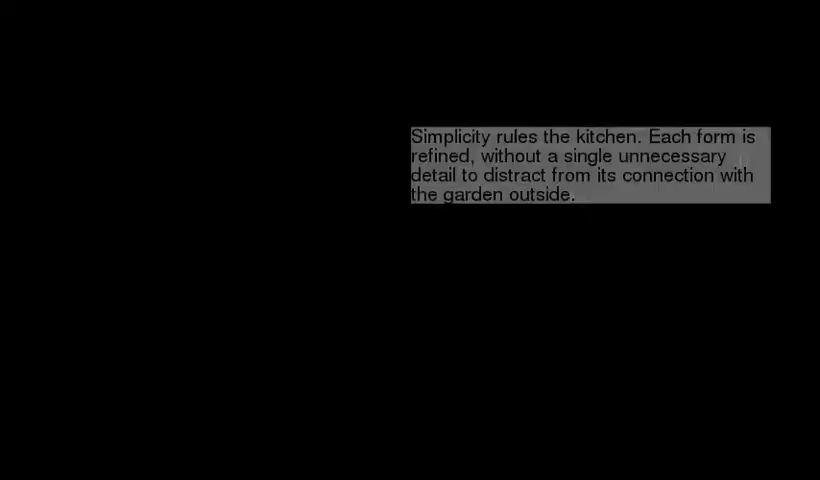 Simplicity rules the kitchen. Each form is
refined, without a single unnecessary
detail to distract from its connection with
the garden outside.